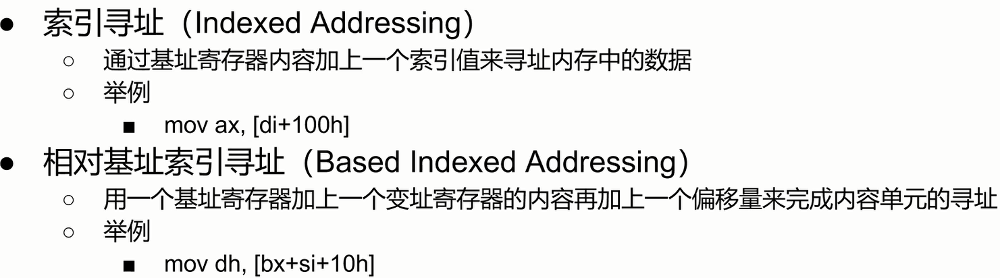 ● 索引寻址（Indexed Addressing）
○ 通过基址寄存器内容加上一个索引值来寻址内存中的数据
○ 举例
■ mov ax, [di+100h]
● 相对基址索引寻址（Based Indexed Addressing）
○ 用一个基址寄存器加上一个变址寄存器的内容再加上一个偏移量来完成内容单元的寻址
○ 举例
■ mov dh, [bx+si+10h]